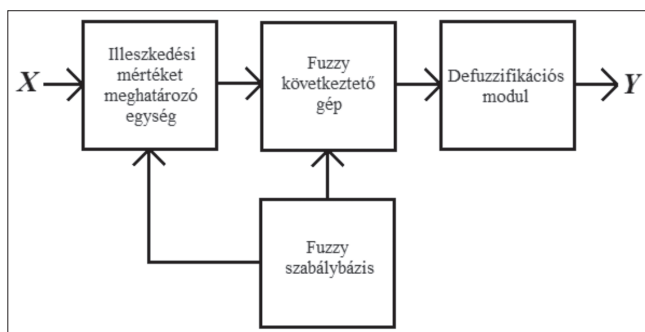 X
Illeszkedési
mértéket
meghatározó
egység
Fuzzy
következtető
gép
Defuzzifikációs
modul
Y
Fuzzy
szabálybázis